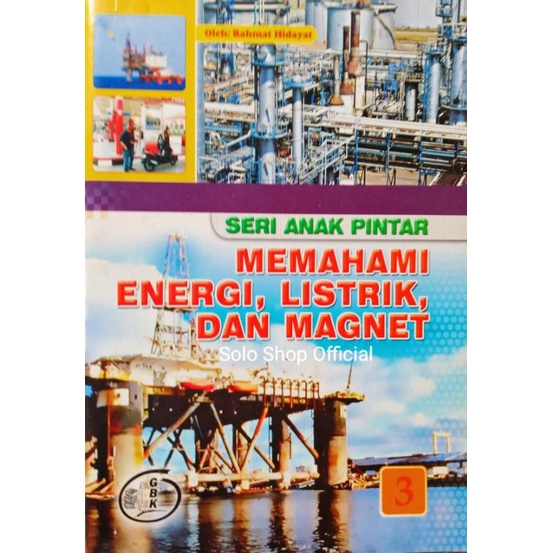 Oleh: Rahmat Hidayat
SERI ANAK PINTAR
MEMAHAMI
ENERGI, LISTRIK,
DAN MAGNET
Solo Shop Official
GBK
3